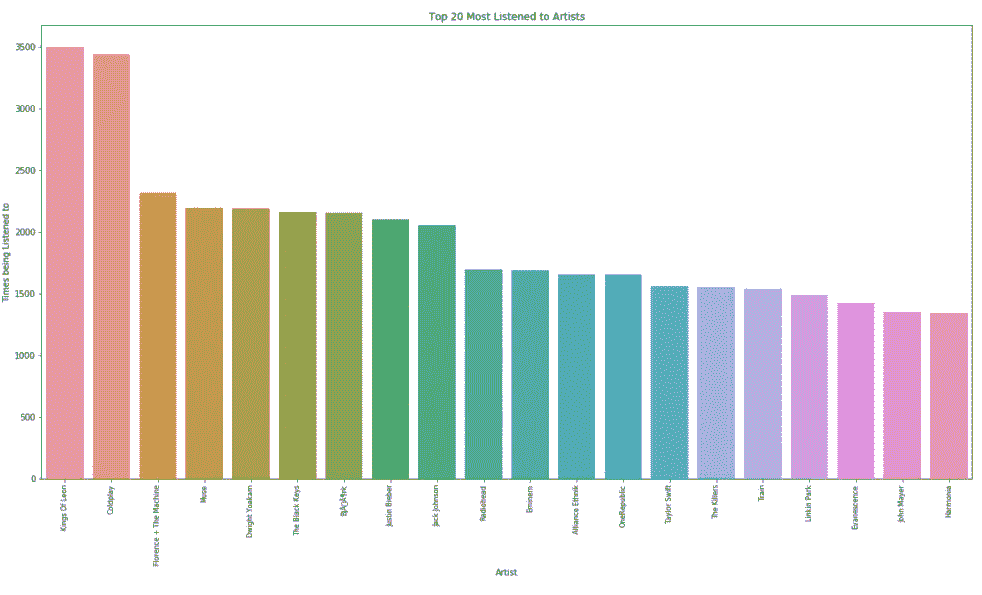 Top 20 Most Listened to Artists
Times being Listened to
3500
3000
2500
2000
1500
1000
500
0
Kings Of Leon
Coldplay
Florence + The Machine
Muse
Dwight Yoakam
The Black Keys
Justin Bieber
Jack Johnson
Radiohead
Eminem
Alliance Ethnik
OneRepublic
Taylor Swift
The Killers
Train
Linkin Park
Evanescence
John Mayer
Harmonia
Artist